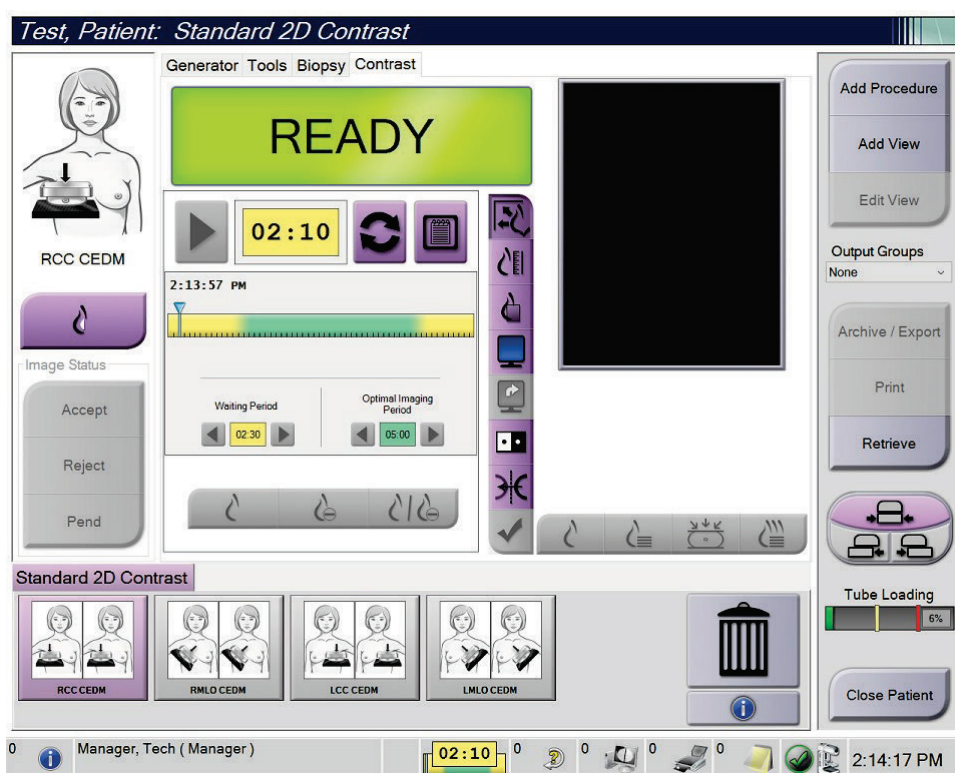 Test, Patient: Standard 2D Contrast
Generator Tools Biopsy Contrast
READY
02:10
2:13:57 PM
Waiting Period
02:30
Optimal Imaging
Period
05:00
RCC CEDM
Image Status
Accept
Reject
Pend
Add Procedure
Add View
Edit View
Output Groups
None
Archive / Export
Print
Retrieve
Tube Loading
6%
Close Patient
Standard 2D Contrast
RCC CEDM
RMLO CEDM
LCC CEDM
LMLO CEDM
0
Manager, Tech ( Manager )
02:10
0
0
0
0
2:14:17 PM